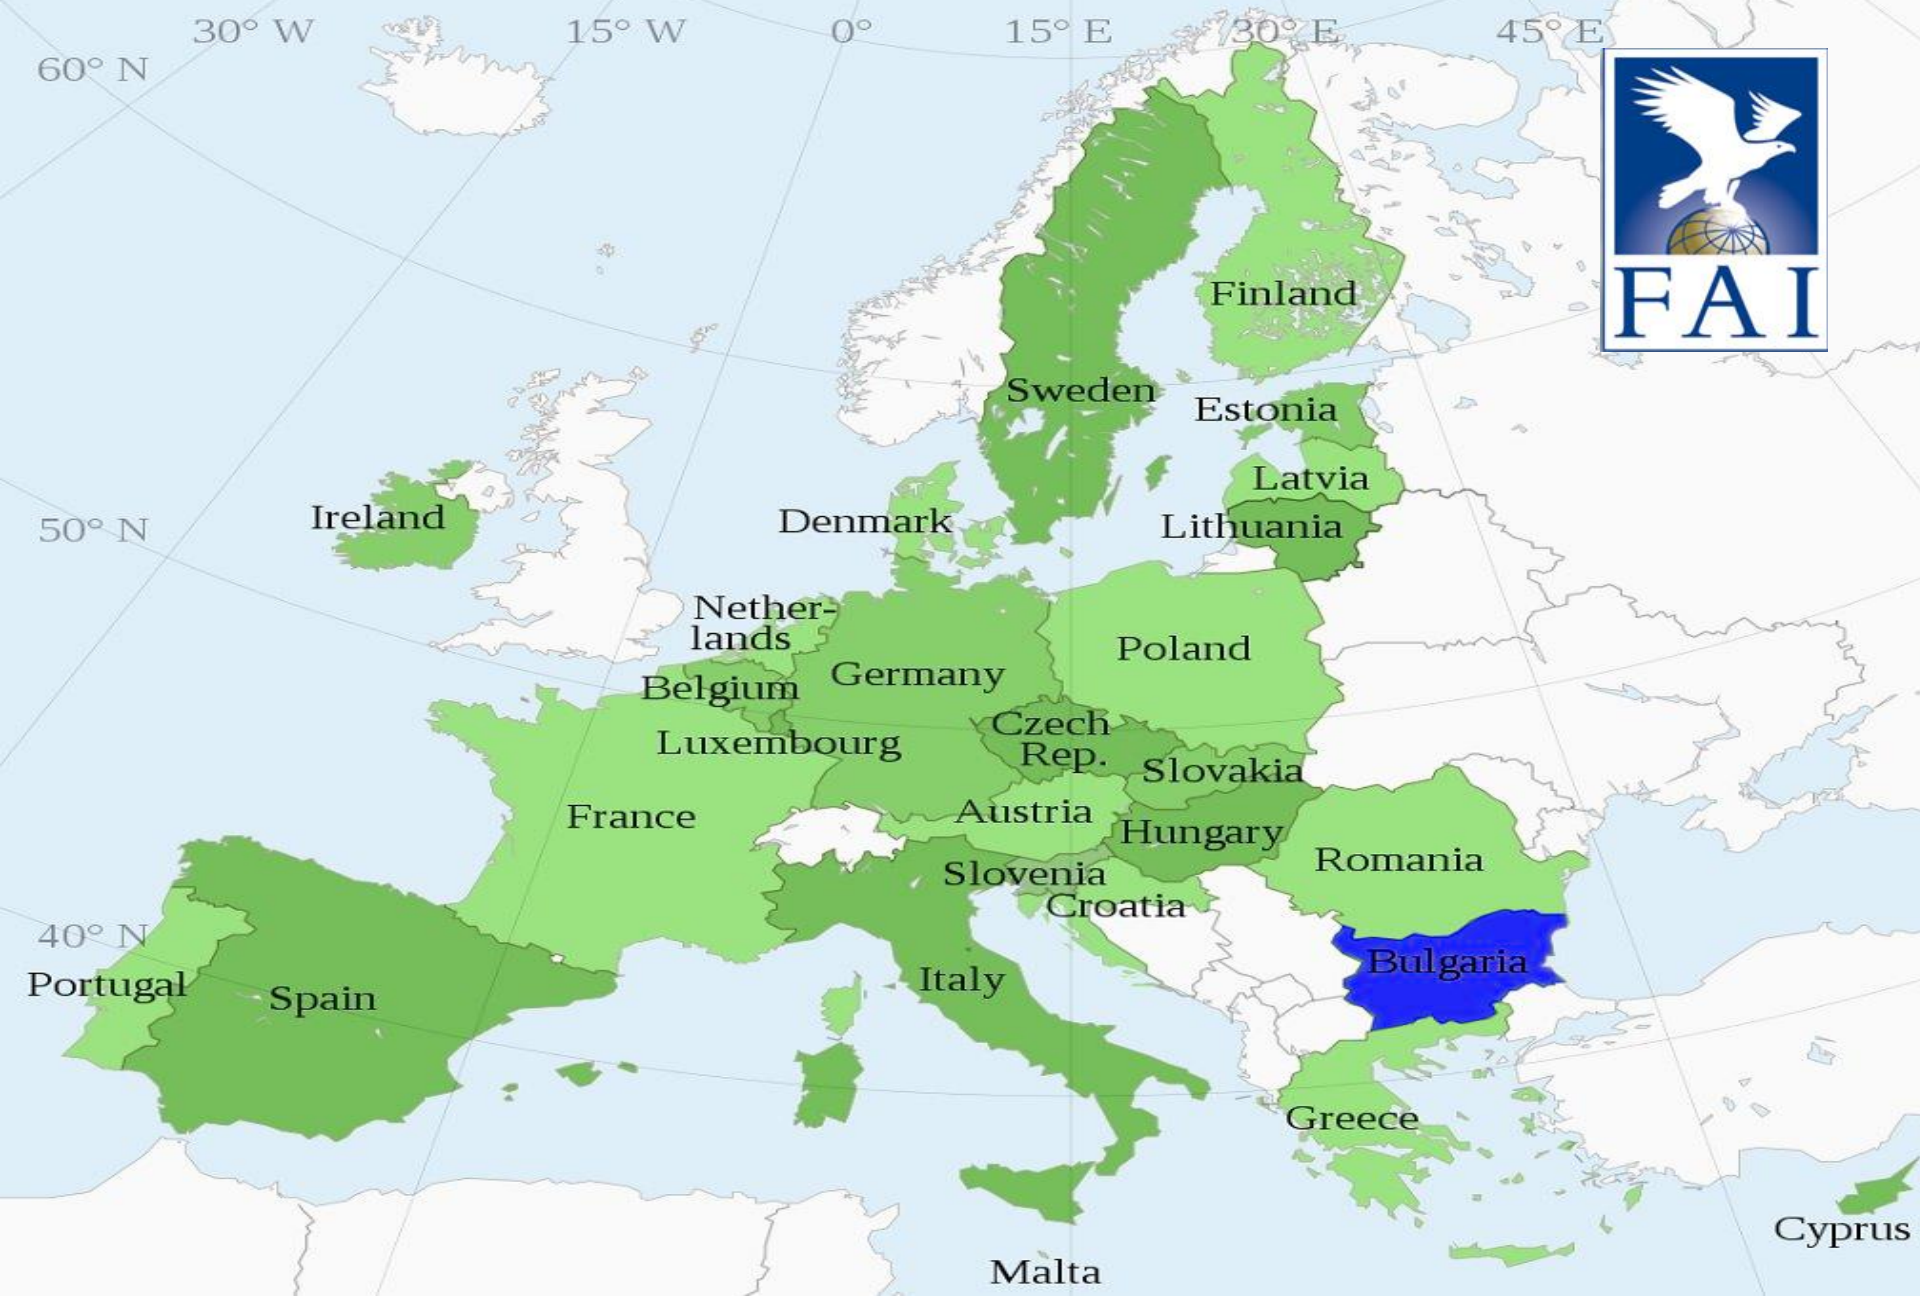 30° W
15° W
0°
15° E
30° E
45° E
60° N
FAI
Finland
Sweden
Estonia
Latvia
Ireland
50° N
Denmark
Lithuania
Nether-
lands
Poland
Belgium
Germany
Czech
Rep.
Luxembourg
Slovakia
France
Austria
Hungary
Romania
Slovenia
Croatia
40° N
Bulgaria
Portugal
Spain
Italy
Greece
Cyprus
Malta